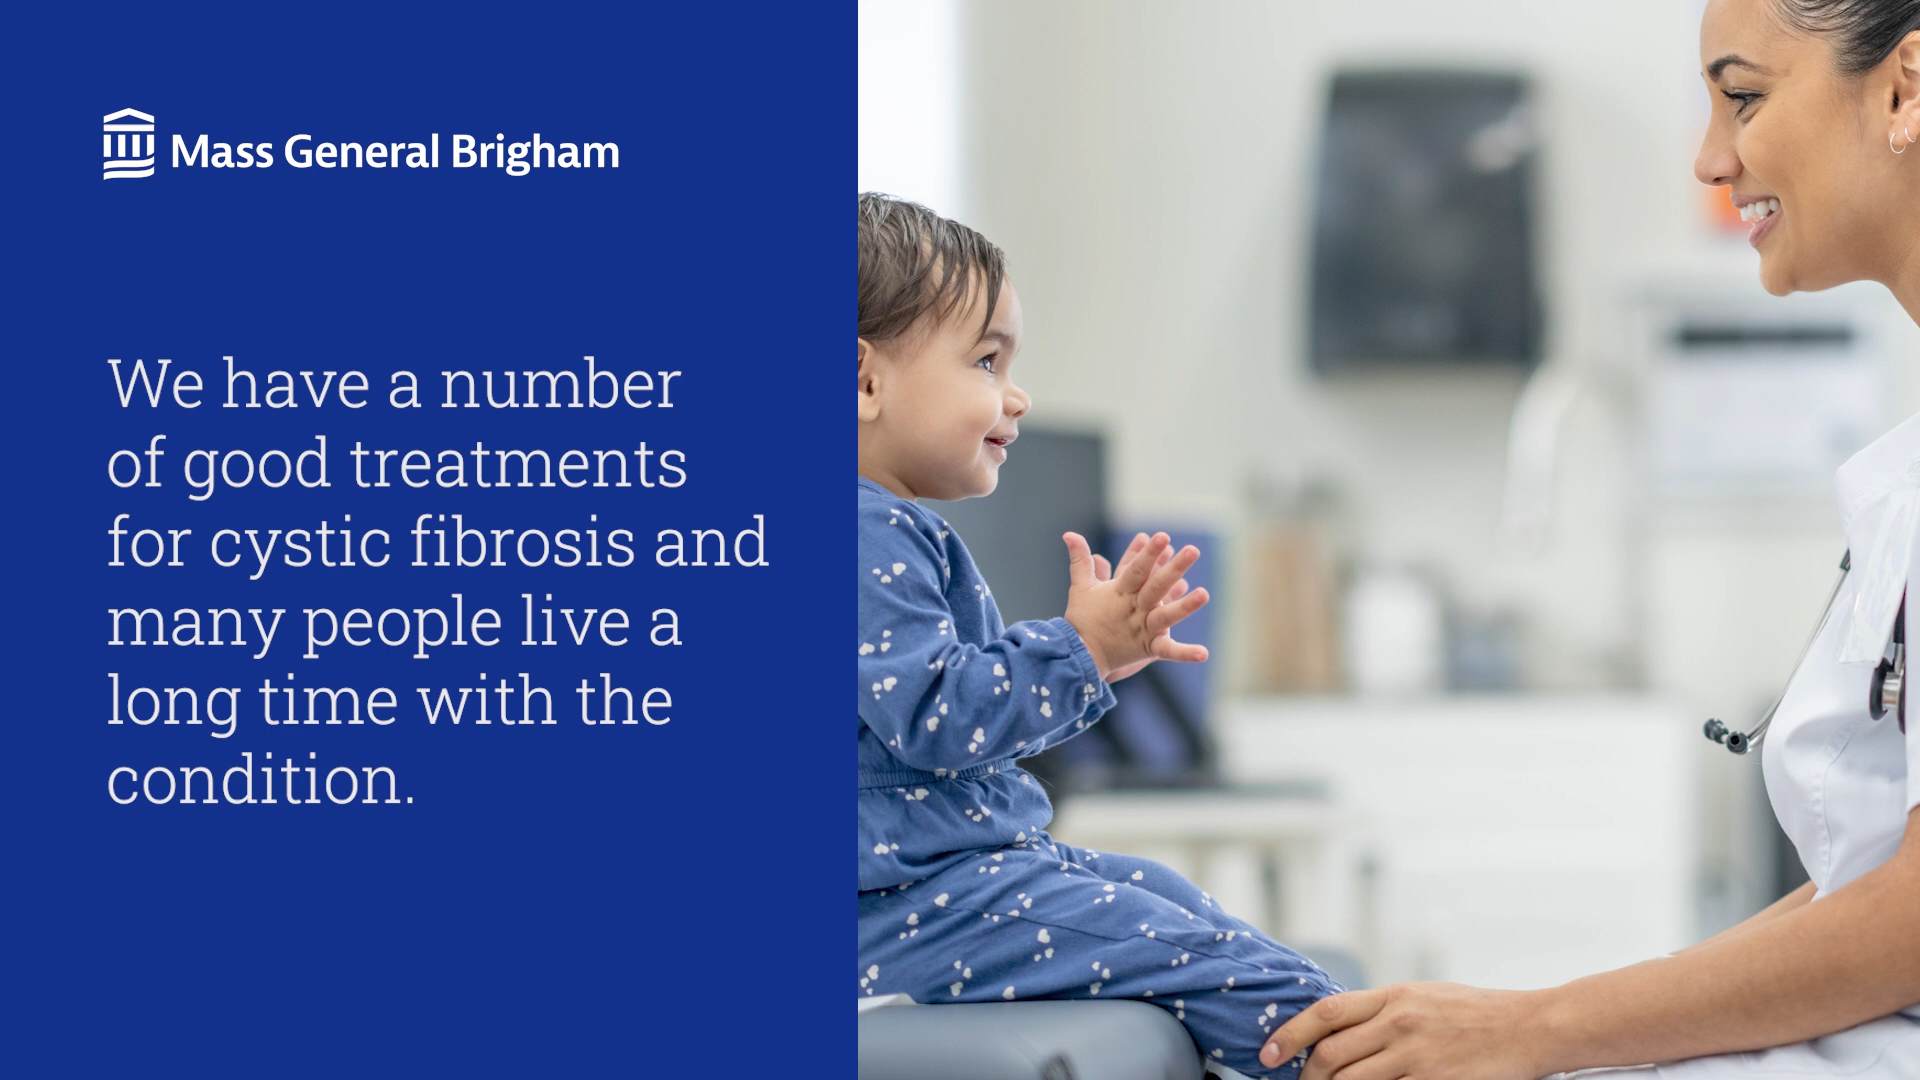 Mass General Brigham
We have a number
of good treatments
for cystic fibrosis and
many people live a
long time with the
condition.